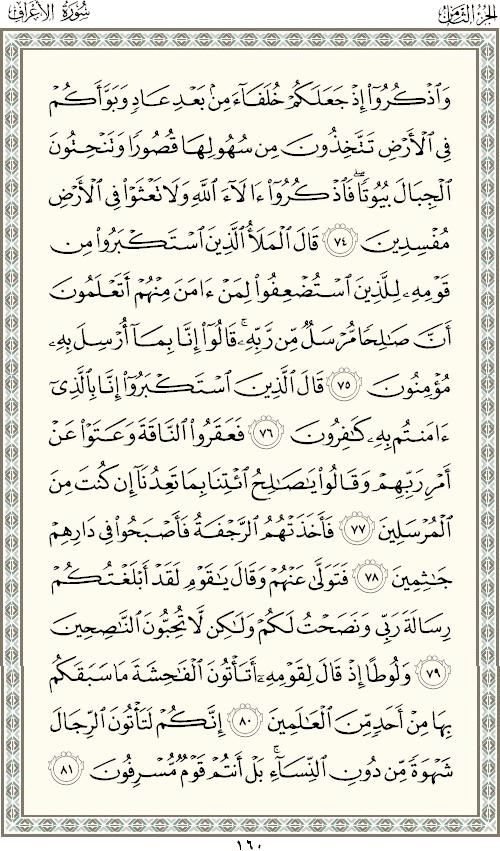 الجزء الثامن
سورة الأعراف
وَٱذْكُرُوٓا۟ إِذْ جَعَلَكُمْ خُلَفَآءَ مِنۢ بَعْدِ عَادٍ وَبَوَّأَكُمْ
فِى ٱلْأَرْضِ تَتَّخِذُونَ مِن سُهُولِهَا قُصُورًا وَتَنْحِتُونَ
ٱلْجِبَالَ بُيُوتًا ۖ فَٱذْكُرُوٓا۟ ءَالَآءَ ٱللَّهِ وَلَا تَعْثَوْا۟ فِى ٱلْأَرْضِ
مُفْسِدِينَ ٧٤ قَالَ ٱلْمَلَأُ ٱلَّذِينَ ٱسْتَكْبَرُوا۟ مِن
قَوْمِهِۦ لِلَّذِينَ ٱسْتُضْعِفُوا۟ لِمَنْ ءَامَنَ مِنْهُمْ أَتَعْلَمُونَ
أَنَّ صَٰلِحًا مُّرْسَلٌ مِّن رَّبِّهِۦ ۚ قَالُوٓا۟ إِنَّا بِمَآ أُرْسِلَ بِهِۦ
مُؤْمِنُونَ ٧٥ قَالَ ٱلَّذِينَ ٱسْتَكْبَرُوٓا۟ إِنَّا بِٱلَّذِىٓ
ءَامَنتُم بِهِۦ كَٰفِرُونَ ٧٦ فَعَقَرُوا۟ ٱلنَّاقَةَ وَعَتَوْا۟ عَنْ
أَمْرِ رَبِّهِمْ وَقَالُوا۟ يَٰصَٰلِحُ ٱئْتِنَا بِمَا تَعِدُنَآ إِن كُنتَ مِنَ
ٱلْمُرْسَلِينَ ٧٧ فَأَخَذَتْهُمُ ٱلرَّجْفَةُ فَأَصْبَحُوا۟ فِى دَارِهِمْ
جَٰثِمِينَ ٧٨ فَتَوَلَّىٰ عَنْهُمْ وَقَالَ يَٰقَوْمِ لَقَدْ أَبْلَغْتُكُمْ
رِسَالَةَ رَبِّى وَنَصَحْتُ لَكُمْ وَلَٰكِن لَّا تُحِبُّونَ ٱلنَّٰصِحِينَ
٧٩ وَلُوطًا إِذْ قَالَ لِقَوْمِهِۦٓ أَتَأْتُونَ ٱلْفَٰحِشَةَ مَا سَبَقَكُم
بِهَا مِنْ أَحَدٍ مِّنَ ٱلْعَٰلَمِينَ ٨٠ إِنَّكُمْ لَتَأْتُونَ ٱلرِّجَالَ
شَهْوَةً مِّن دُونِ ٱلنِّسَآءِ ۚ بَلْ أَنتُمْ قَوْمٌ مُّسْرِفُونَ ٨١
١٦٠